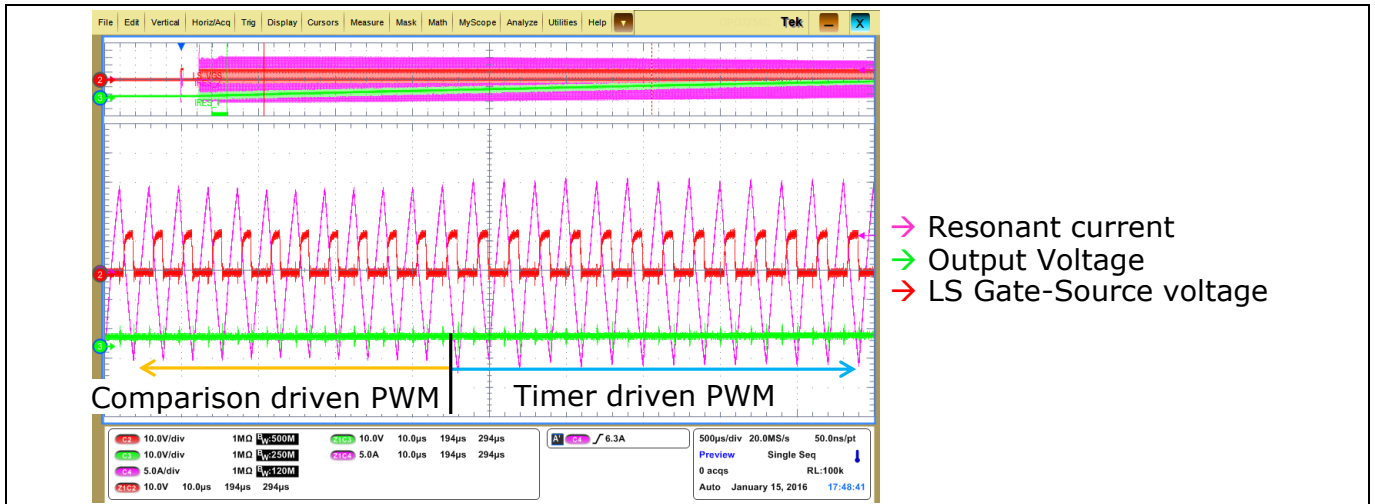 File Edit Vertical Horiz/Acq Trig Display Cursors Measure Mask Math MyScope Analyze Utilities Help Tek X
2
LS_VGS
3
2
→ Resonant current
→ Output Voltage
→ LS Gate-Source voltage
3
Comparison driven PWM Timer driven PWM
C2 10.0V/div 1MΩ BW:500M Z1C3 10.0V 10.0µs 194µs 294µs A' C4 ʃ 6.3A 500µs/div 20.0MS/s 50.0ns/pt
C3 10.0V/div 1MΩ BW:250M Z1C4 5.0A 10.0µs 194µs 294µs Preview Single Seq
C4 5.0A/div 1MΩ BW:120M 0 acqs RL:100k
Z1C2 10.0V 10.0µs 194µs 294µs Auto January 15, 2016 17:48:41